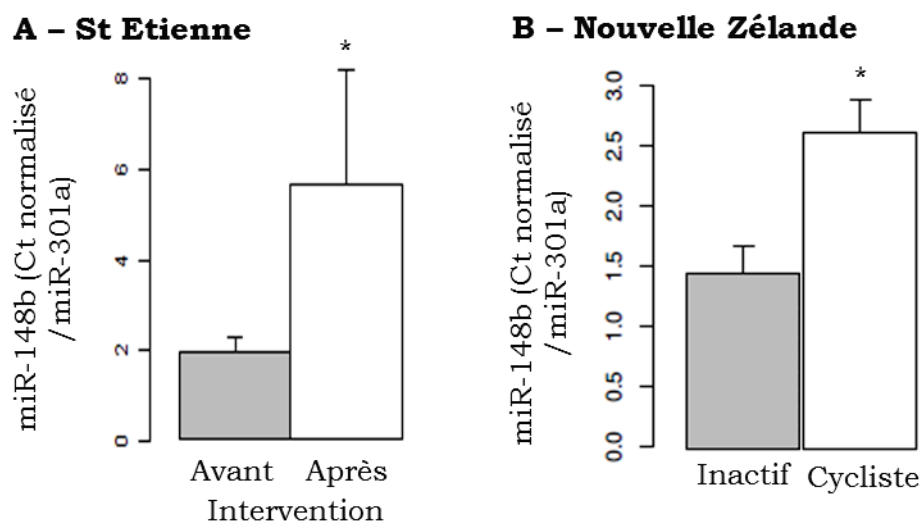 A – St Etienne
*
miR-148b (Ct normalisé
/miR-301a)
8
6
4
2
0
Avant
Après
Intervention
B – Nouvelle Zélande
*
miR-148b (Ct normalisé
/miR-301a)
3.0
2.5
2.0
1.5
1.0
0.5
0.0
Inactif
Cycliste